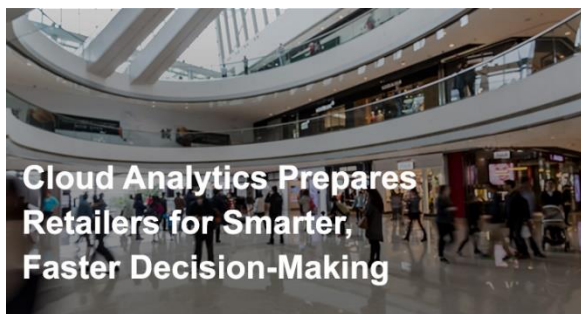 Cloud Analytics Prepares
Retailers for Smarter,
Faster Decision-Making